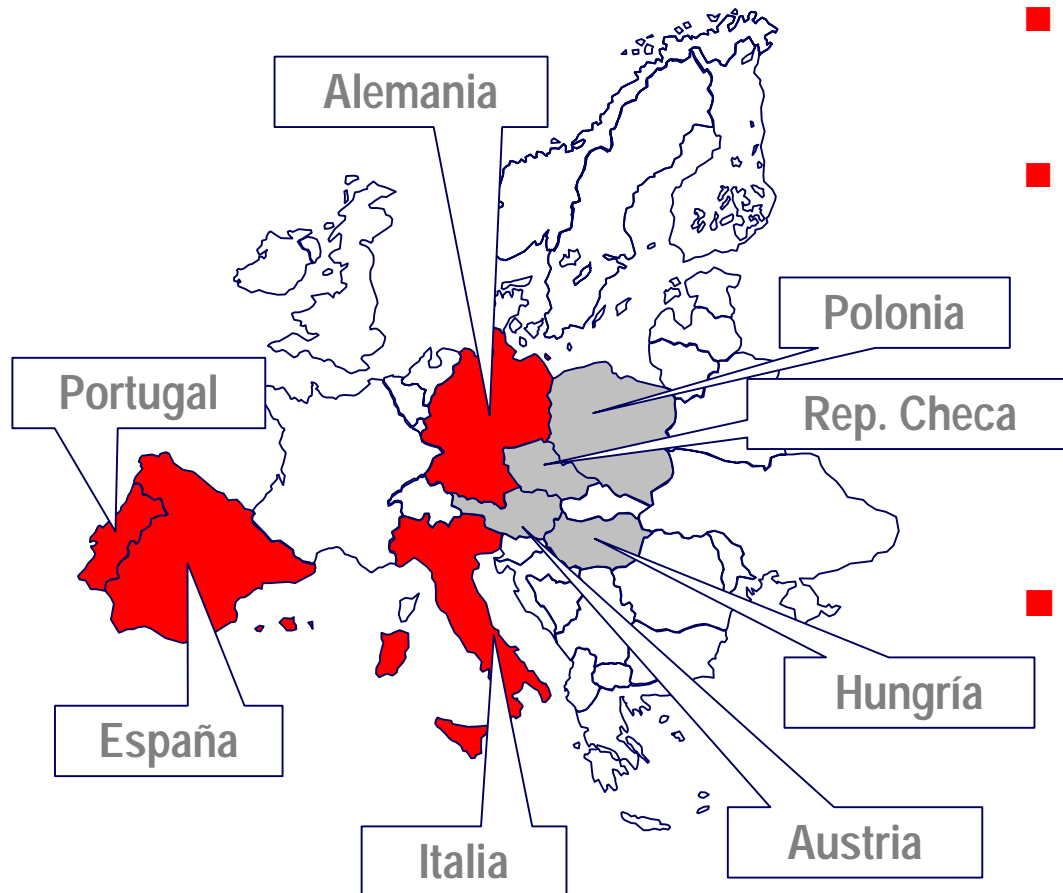 Alemania
Polonia
Portugal
Rep. Checa
Hungría
España
Austria
Italia